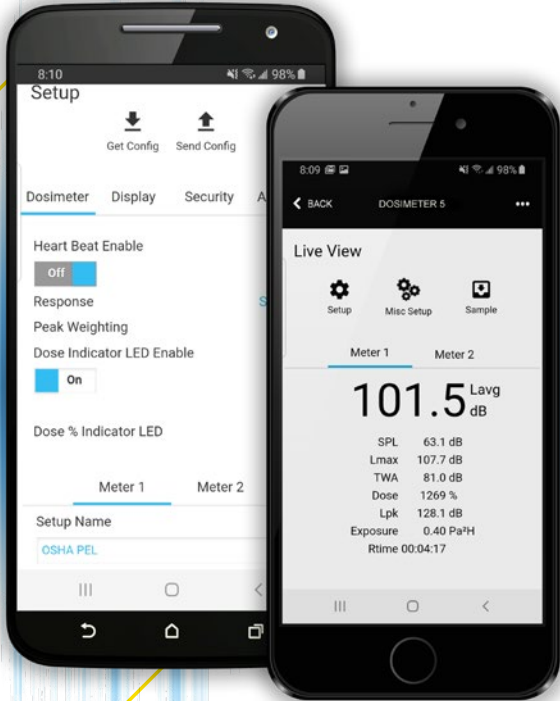 8:10 98%
Setup
Get Config Send Config
Dosimeter Display Security A
Heart Beat Enable
Off
Response S
Peak Weighting
Dose Indicator LED Enable
On
Dose % Indicator LED
Meter 1 Meter 2
Setup Name
OSHA PEL
8:09 98%
BACK DOSIMETER 5
Live View
Setup Misc Setup Sample
Meter 1 Meter 2
101.5 Lavg
dB
SPL 63.1 dB
Lmax 107.7 dB
TWA 81.0 dB
Dose 1269 %
Lpk 128.1 dB
Exposure 0.40 Pa²H
Rtime 00:04:17